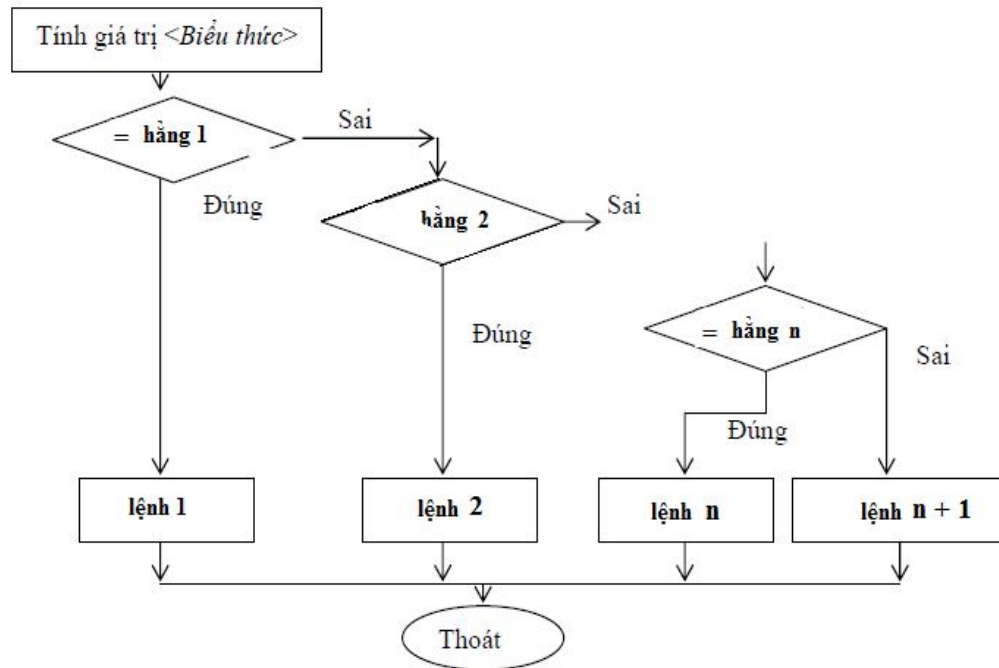 Tính giá trị <Biểu thức>
= hằng 1
Sai
Đúng
hằng 2
Sai
Đúng
= hằng n
Sai
Đúng
lệnh 1
lệnh 2
lệnh n
lệnh n + 1
Thoát